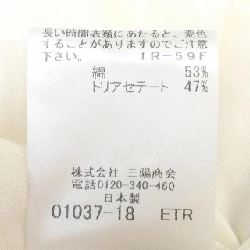 長い時間衣類にあたると、変色
することがありますのでご注意
下さい。 IR-59F
綿 53%
トリアセテート 47%
株式会社 三陽商会
電話0120-340-460
日本製
01037-18 ETR